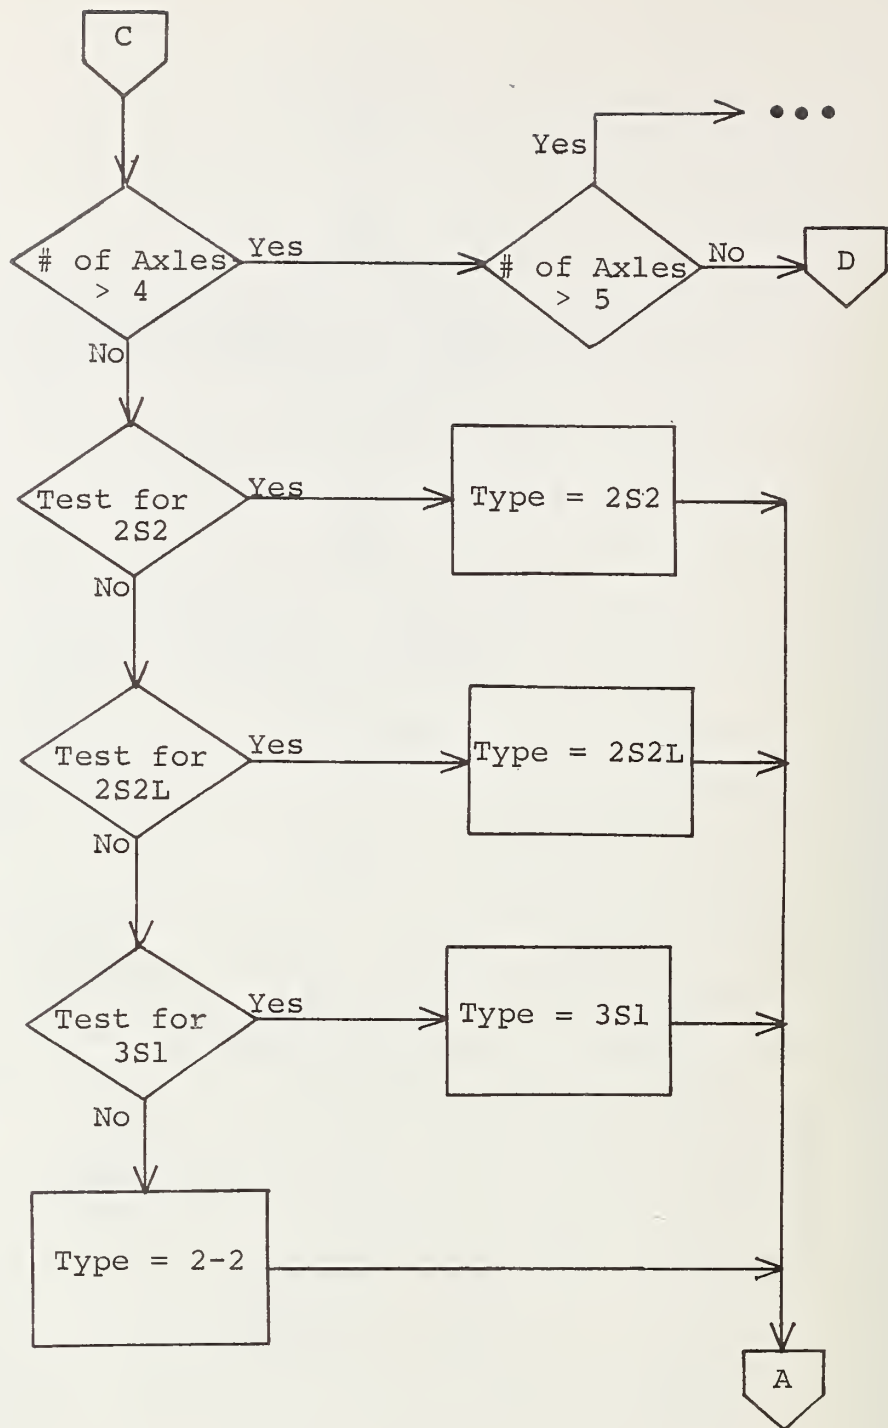 C
Yes
# of Axles
> 4
Yes
# of Axles
> 5
No
D
No
Test for
2S2
Yes
Type = 2S2
No
Test for
2S2L
Yes
Type = 2S2L
No
Test for
3S1
Yes
Type = 3S1
No
Type = 2-2
A